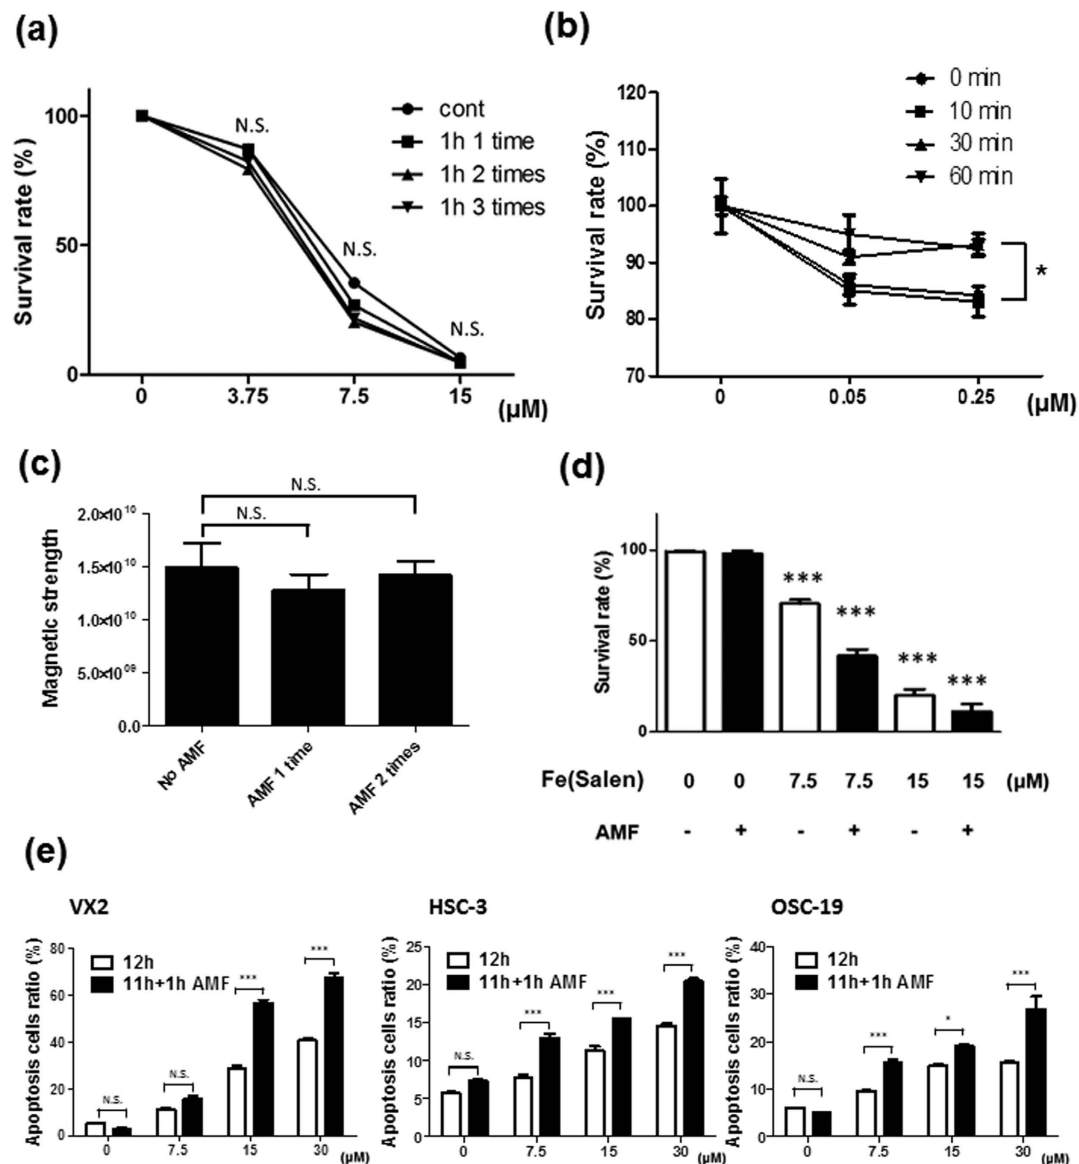 (a)
Survival rate (%)
100
50
0
N.S.
N.S.
N.S.
cont
1h 1 time
1h 2 times
1h 3 times
0 3.75 7.5 15 (µM)
(b)
Survival rate (%)
120
110
100
90
80
70
0 min
10 min
30 min
60 min
*
0 0.05 0.25 (µM)
(c)
Magnetic strength
N.S.
N.S.
2.0×10¹⁰
1.5×10¹⁰
1.0×10¹⁰
5.0×10⁰⁹
0.0
No AMF
AMF 1 time
AMF 2 times
(d)
Survival rate (%)
100
50
0
***
***
***
***
Fe(Salen) 0 0 7.5 7.5 15 15 (µM)
AMF - + - + - +
(e)
VX2
Apoptosis cells ratio (%)
80
60
40
20
0
12h
11h+1h AMF
N.S.
N.S.
***
***
0 7.5 15 30 (µM)
HSC-3
Apoptosis cells ratio (%)
25
20
15
10
5
0
12h
11h+1h AMF
N.S.
***
***
***
0 7.5 15 30 (µM)
OSC-19
Apoptosis cells ratio (%)
40
30
20
10
0
12h
11h+1h AMF
N.S.
***
*
***
0 7.5 15 30 (µM)